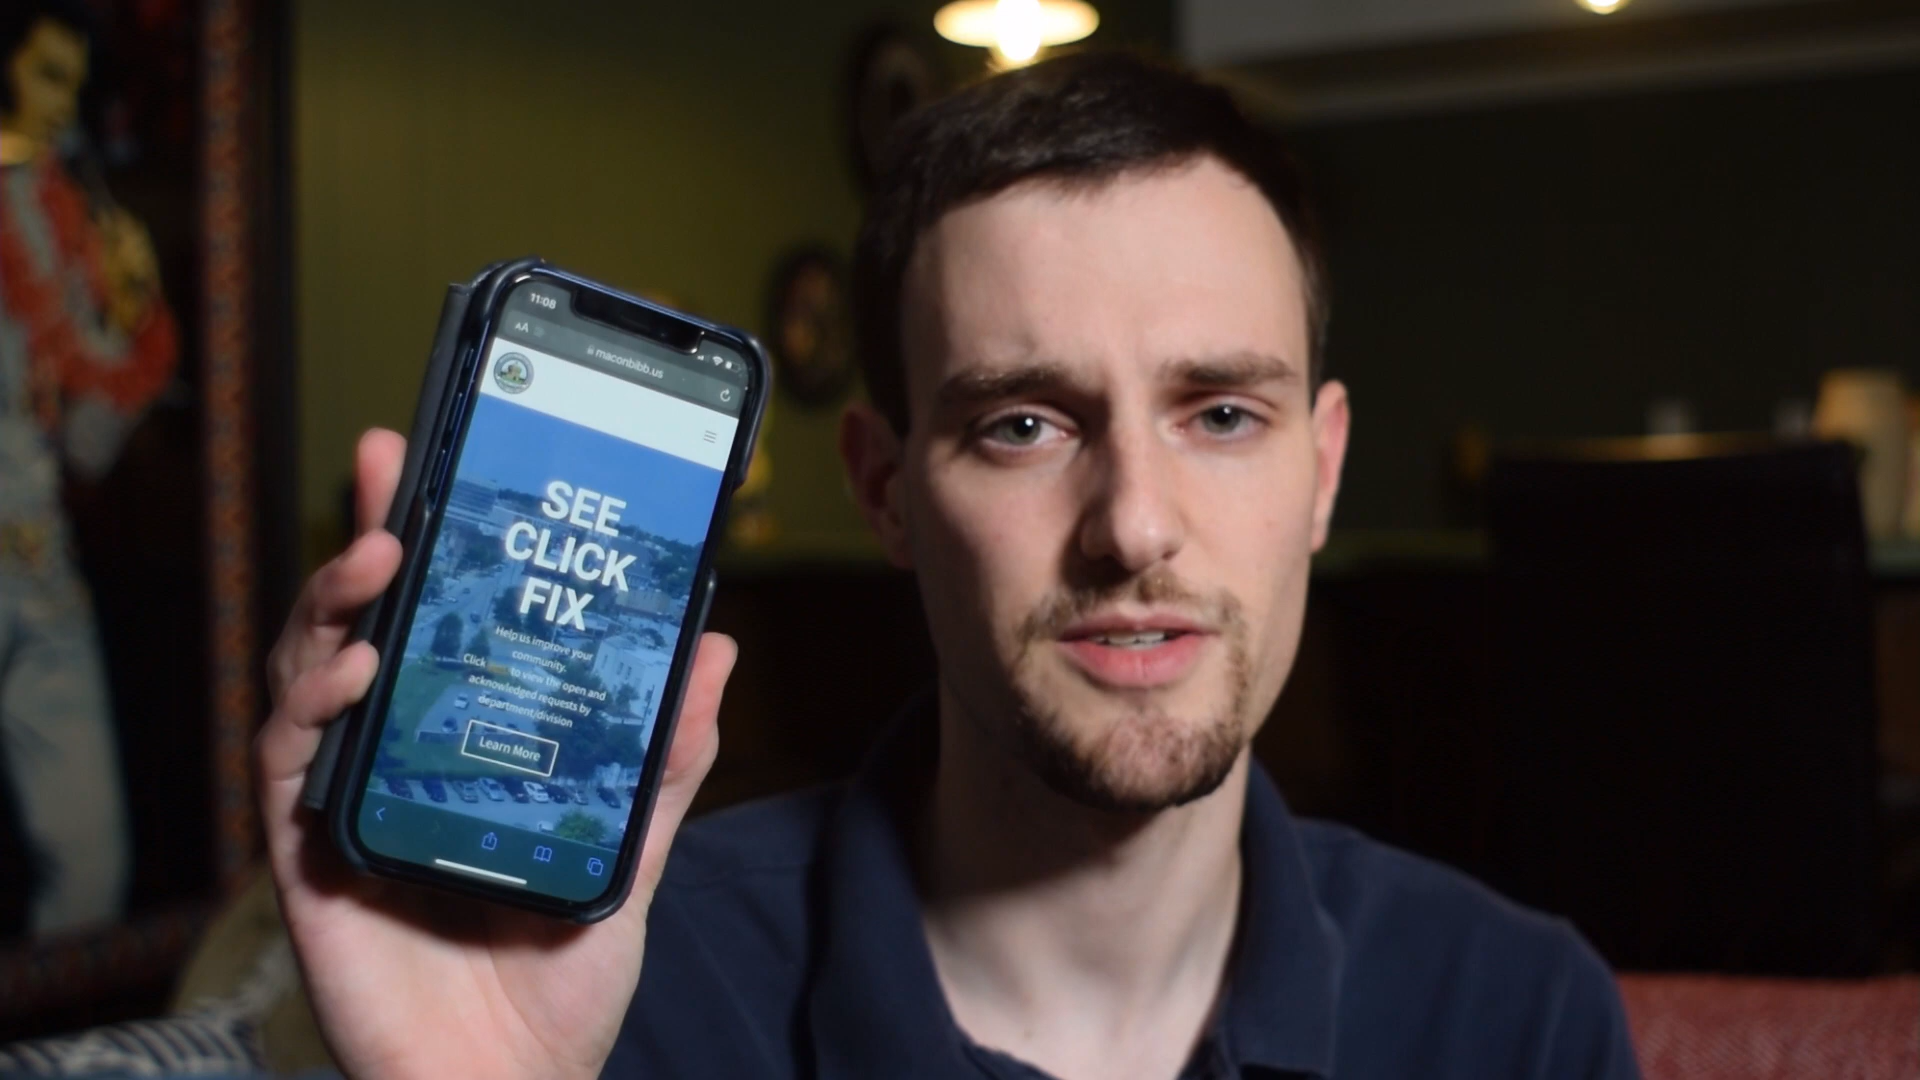 11:08
AA
maconbibb.us
SEE
CLICK
FIX
Help us improve your
community.
Click to view the open and
acknowledged requests by
department/division
Learn More